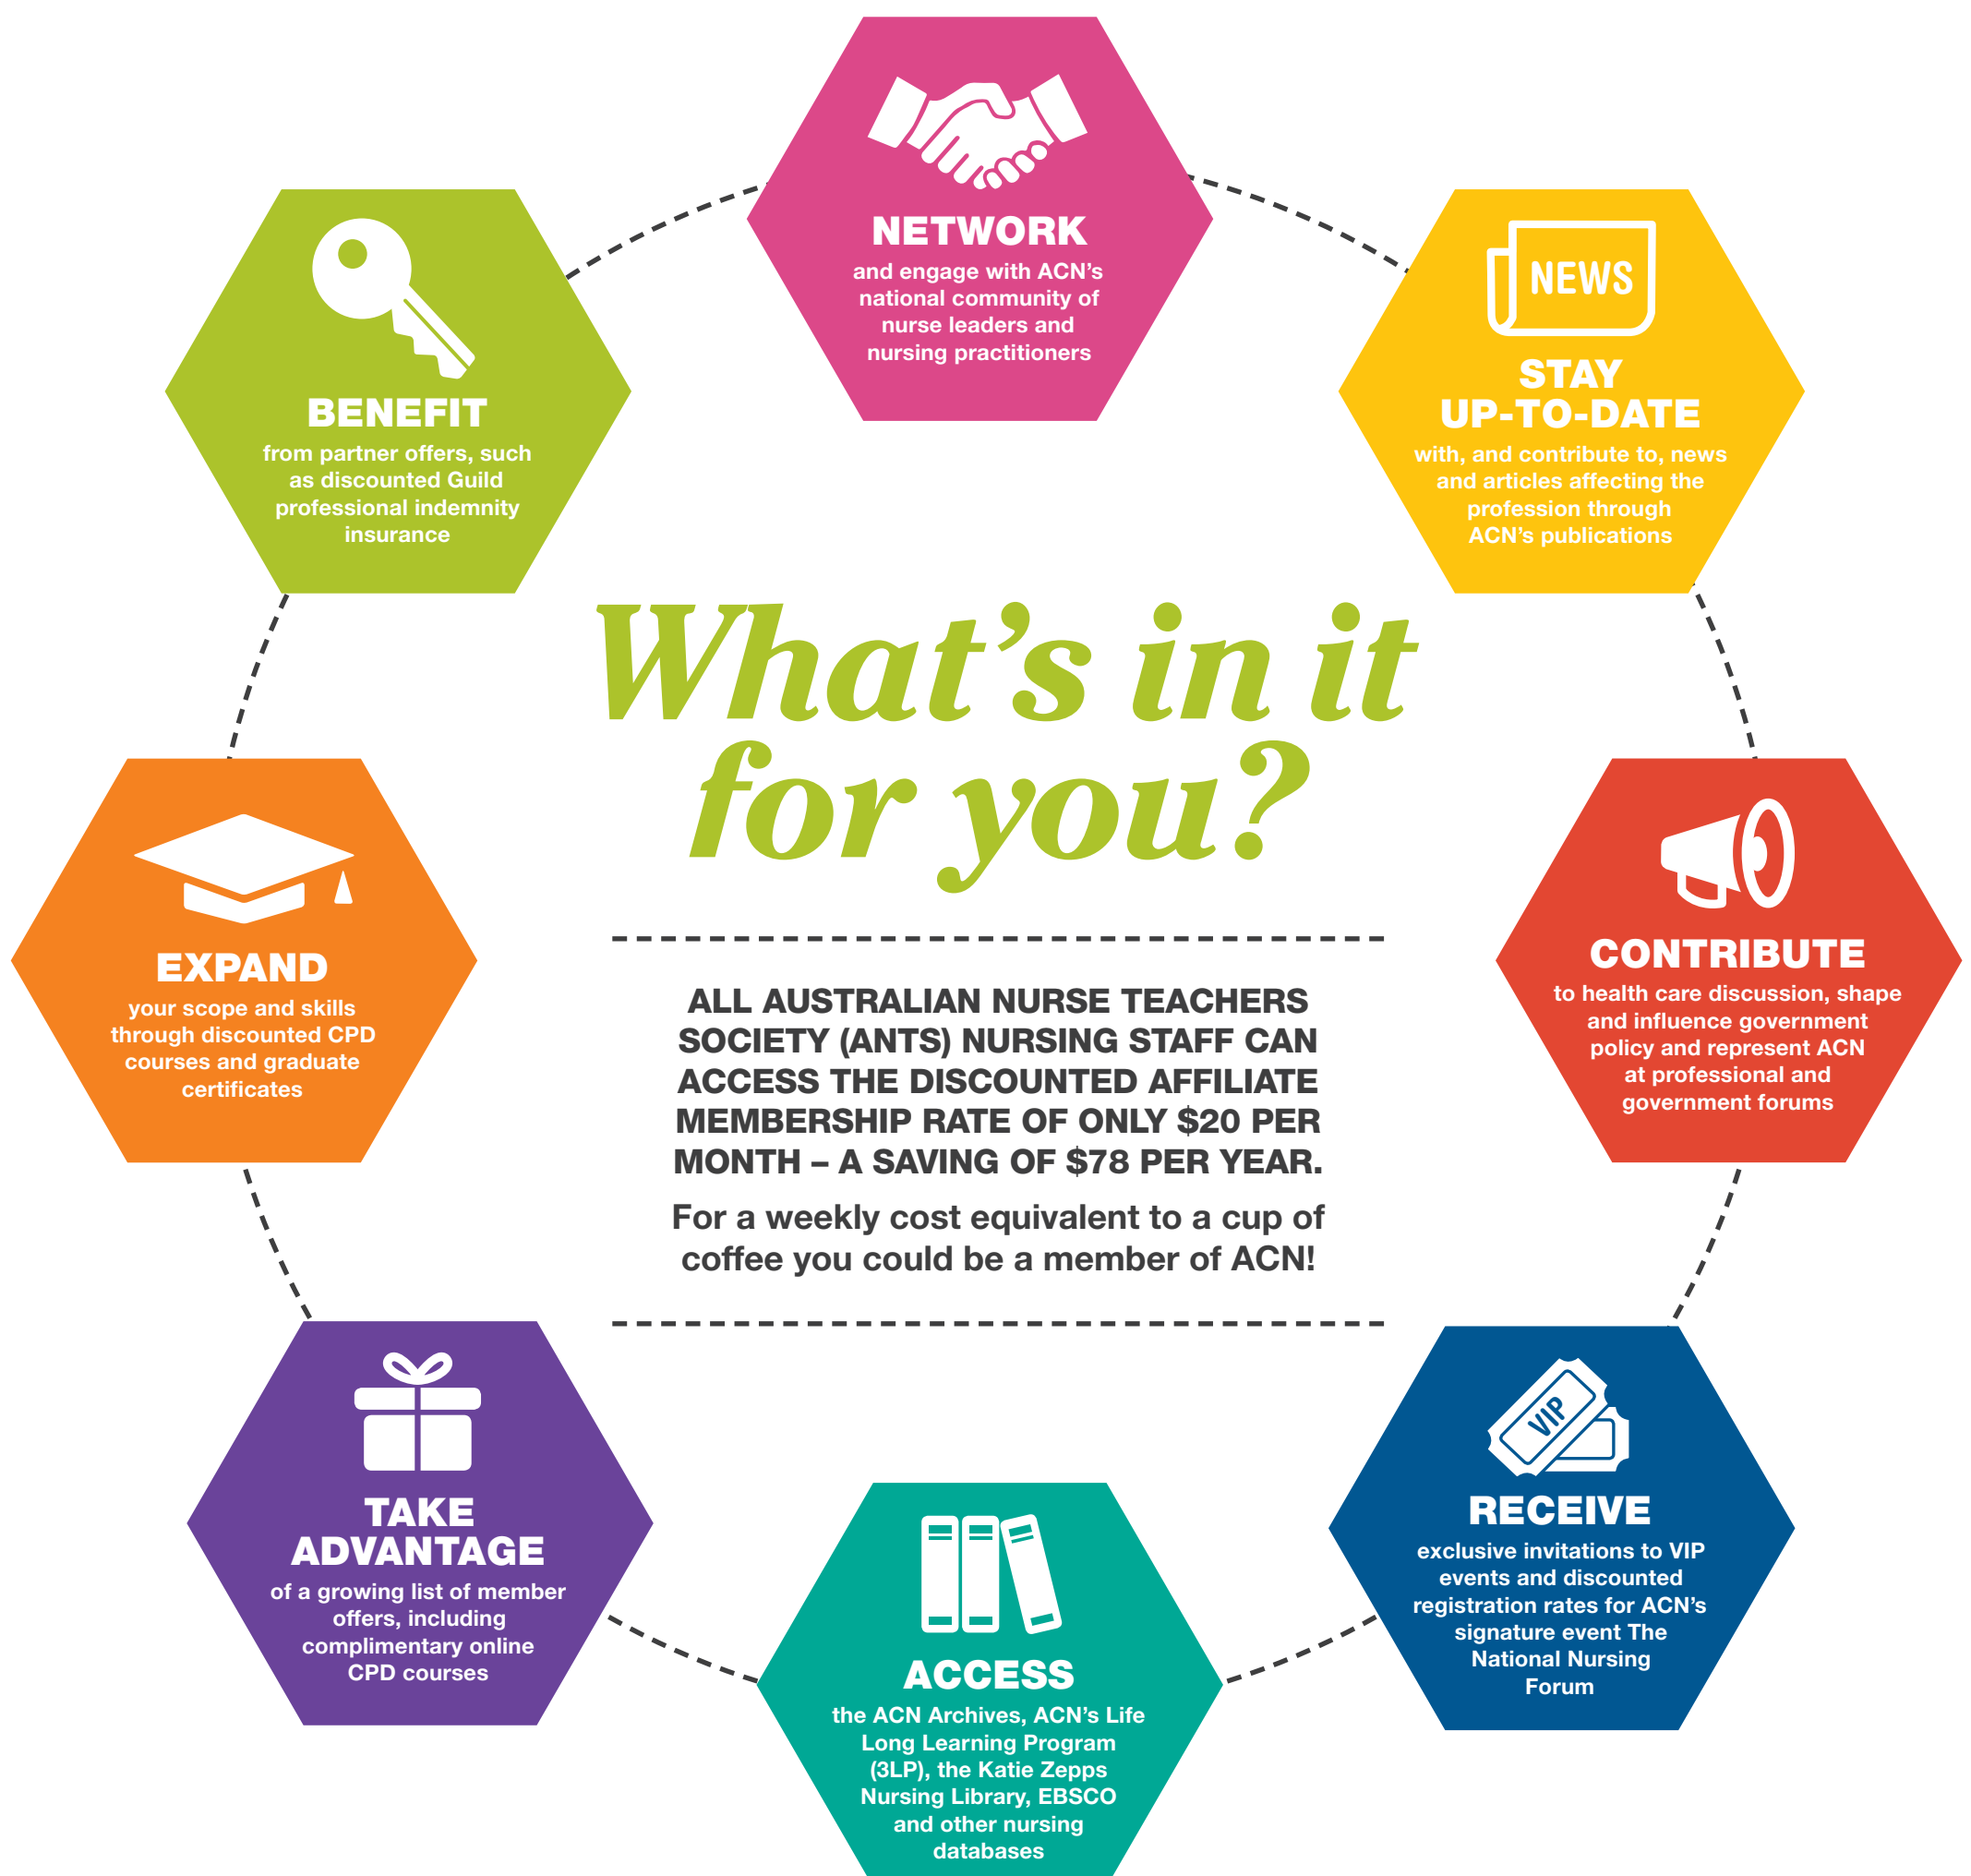 NETWORK
and engage with ACN’s
national community of
nurse leaders and
nursing practitioners
NEWS
STAY
UP-TO-DATE
with, and contribute to, news
and articles affecting the
profession through
ACN’s publications
CONTRIBUTE
to health care discussion, shape
and influence government
policy and represent ACN
at professional and
government forums
VIP
RECEIVE
exclusive invitations to VIP
events and discounted
registration rates for ACN’s
signature event The
National Nursing
Forum
ACCESS
the ACN Archives, ACN’s Life
Long Learning Program
(3LP), the Katie Zepps
Nursing Library, EBSCO
and other nursing
databases
TAKE
ADVANTAGE
of a growing list of member
offers, including
complimentary online
CPD courses
EXPAND
your scope and skills
through discounted CPD
courses and graduate
certificates
BENEFIT
from partner offers, such
as discounted Guild
professional indemnity
insurance
What’s in it
for you?
ALL AUSTRALIAN NURSE TEACHERS
SOCIETY (ANTS) NURSING STAFF CAN
ACCESS THE DISCOUNTED AFFILIATE
MEMBERSHIP RATE OF ONLY $20 PER
MONTH – A SAVING OF $78 PER YEAR.
For a weekly cost equivalent to a cup of
coffee you could be a member of ACN!